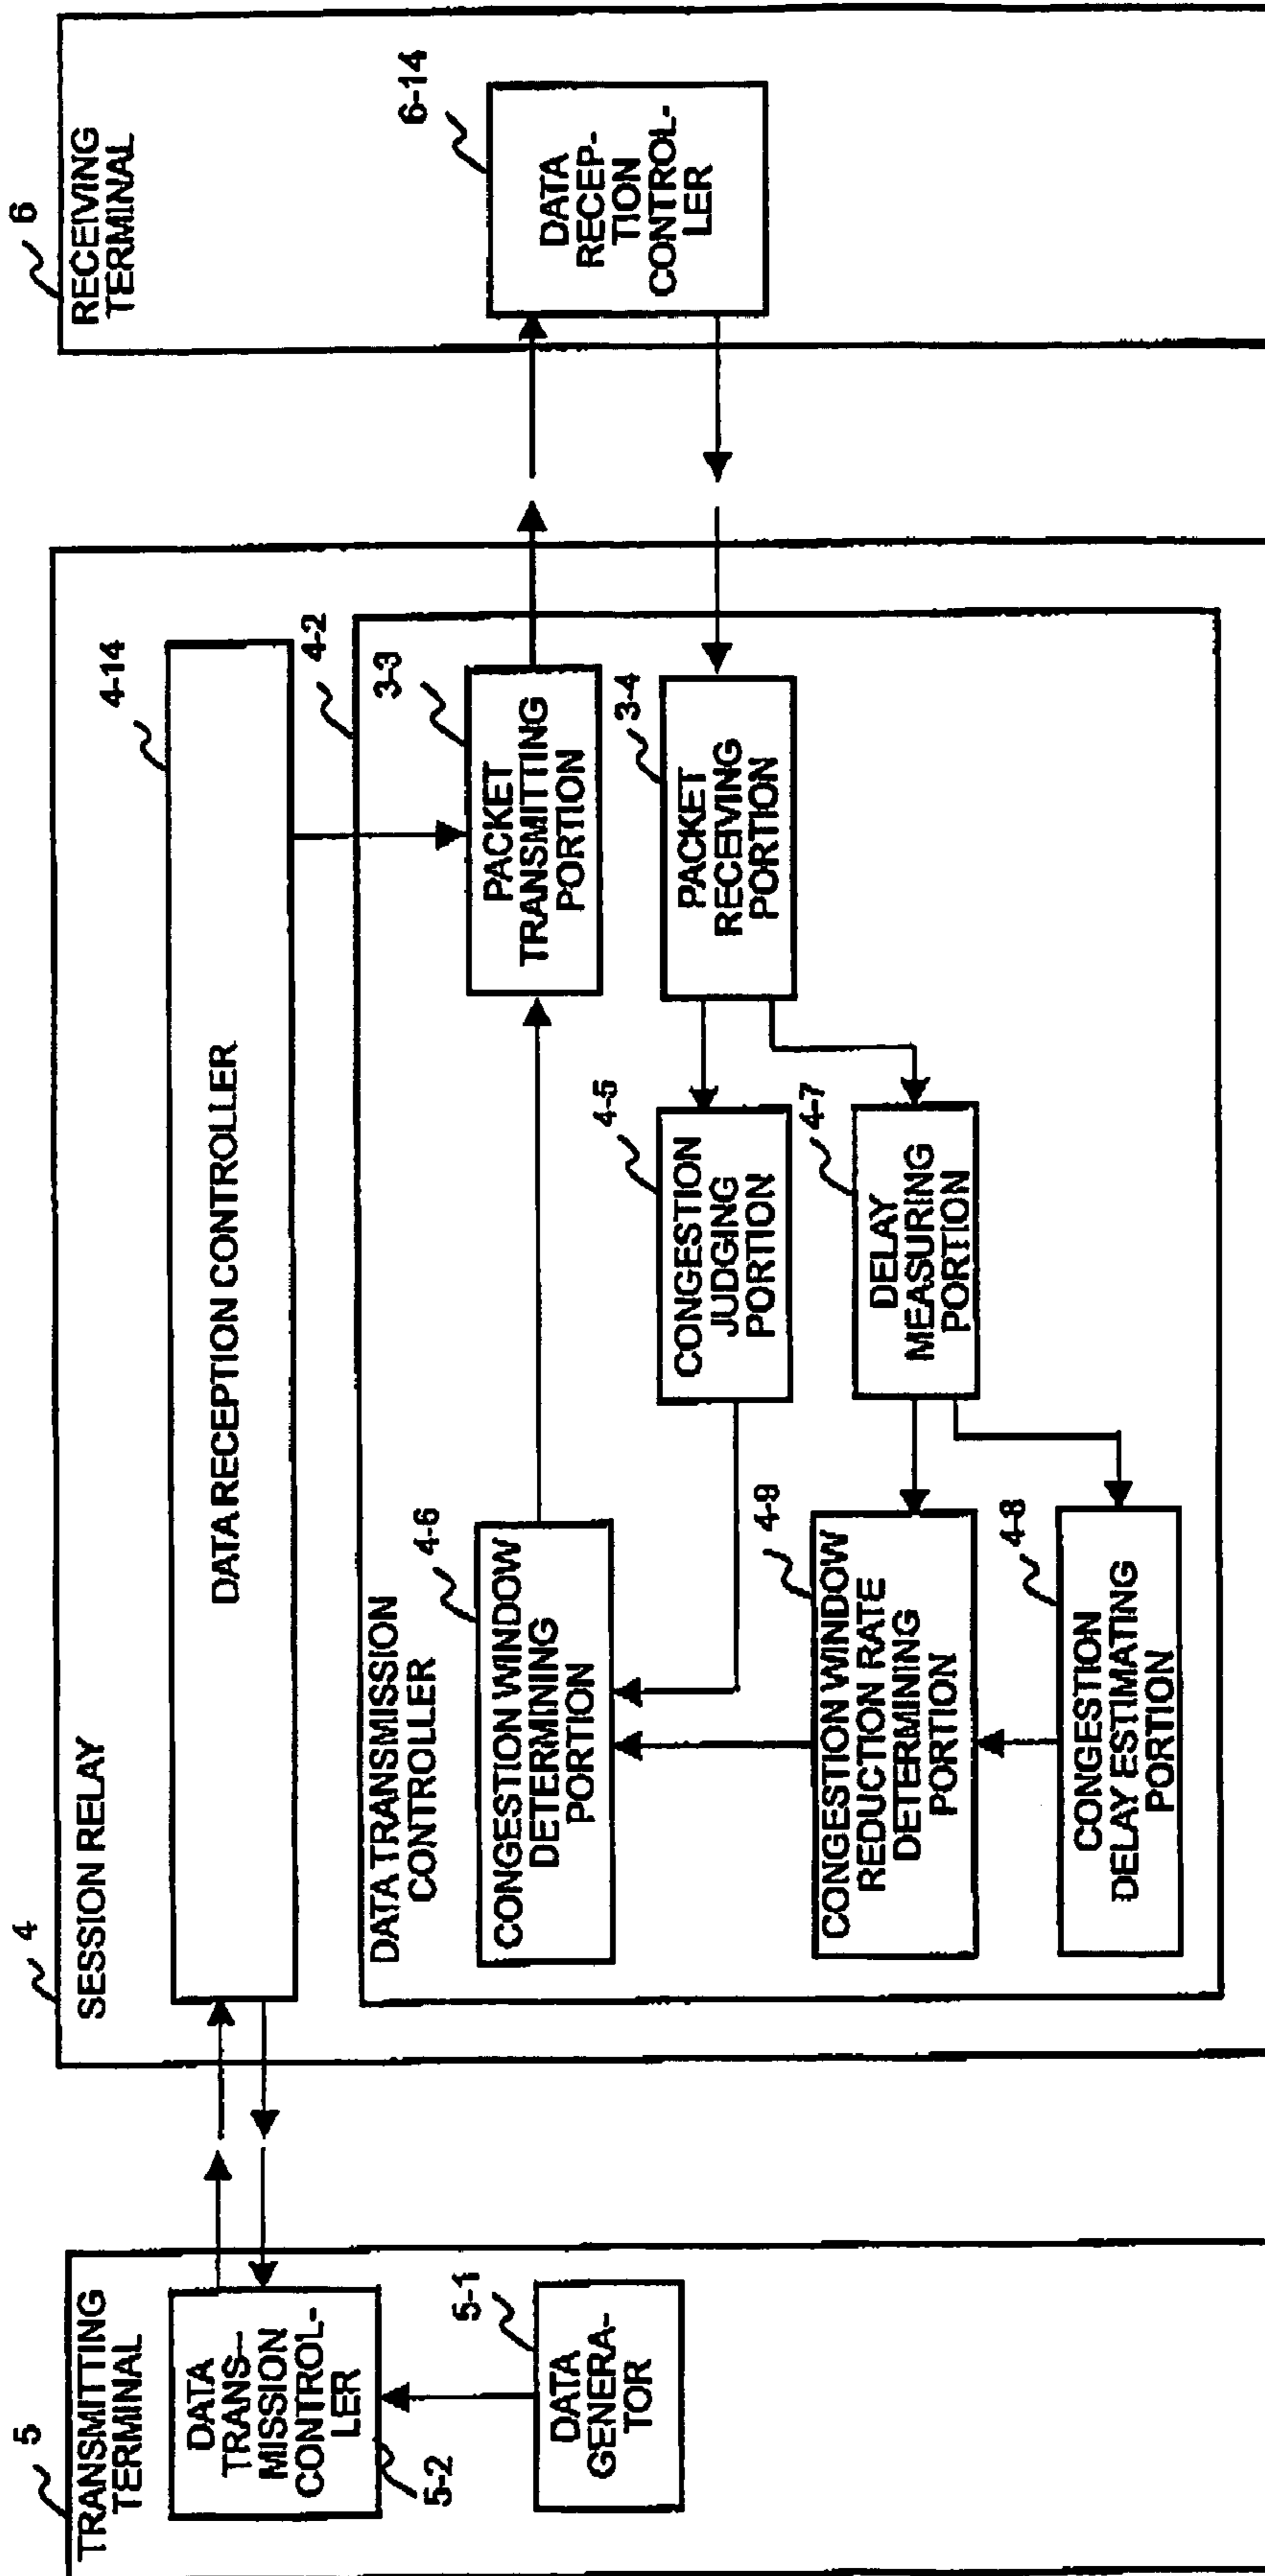 5
TRANSMITTING
TERMINAL
DATA
TRANS-
MISSION
CONTROL-
LER
5-2
5-1
DATA
GENERA-
TOR
4
SESSION RELAY
4-14
DATA RECEPTION CONTROLLER
4-2
DATA TRANSMISSION
CONTROLLER
4-6
CONGESTION WINDOW
DETERMINING
PORTION
3-3
PACKET
TRANSMITTING
PORTION
4-5
CONGESTION
JUDGING
PORTION
3-4
PACKET
RECEIVING
PORTION
4-9
CONGESTION WINDOW
REDUCTION RATE
DETERMINING
PORTION
4-7
DELAY
MEASURING
PORTION
4-8
CONGESTION
DELAY ESTIMATING
PORTION
6
RECEIVING
TERMINAL
6-14
DATA
RECEP-
TION
CONTROL-
LER